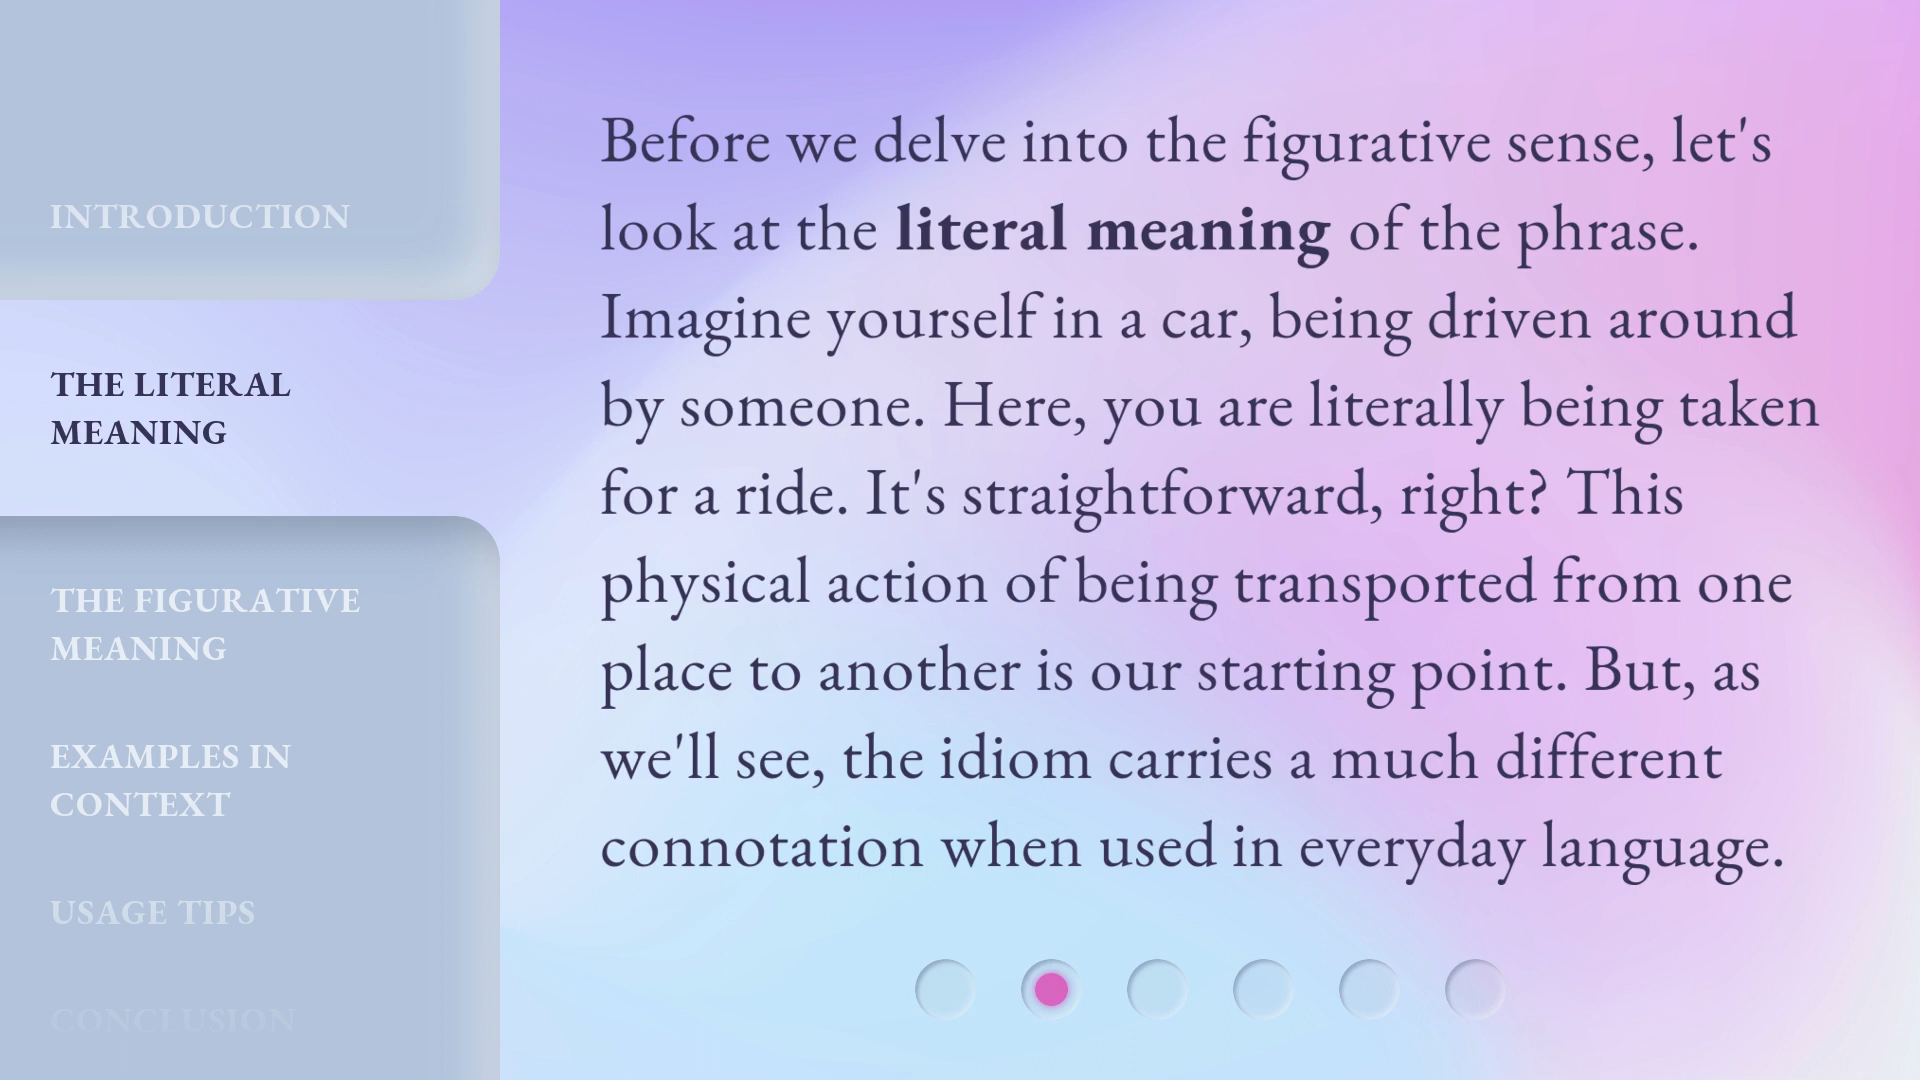 INTRODUCTION
THE LITERAL
MEANING
THE FIGURATIVE
MEANING
EXAMPLES IN
CONTEXT
USAGE TIPS
CONCLUSION
Before we delve into the figurative sense, let's
look at the literal meaning of the phrase.
Imagine yourself in a car, being driven around
by someone. Here, you are literally being taken
for a ride. It's straightforward, right? This
physical action of being transported from one
place to another is our starting point. But, as
we'll see, the idiom carries a much different
connotation when used in everyday language.